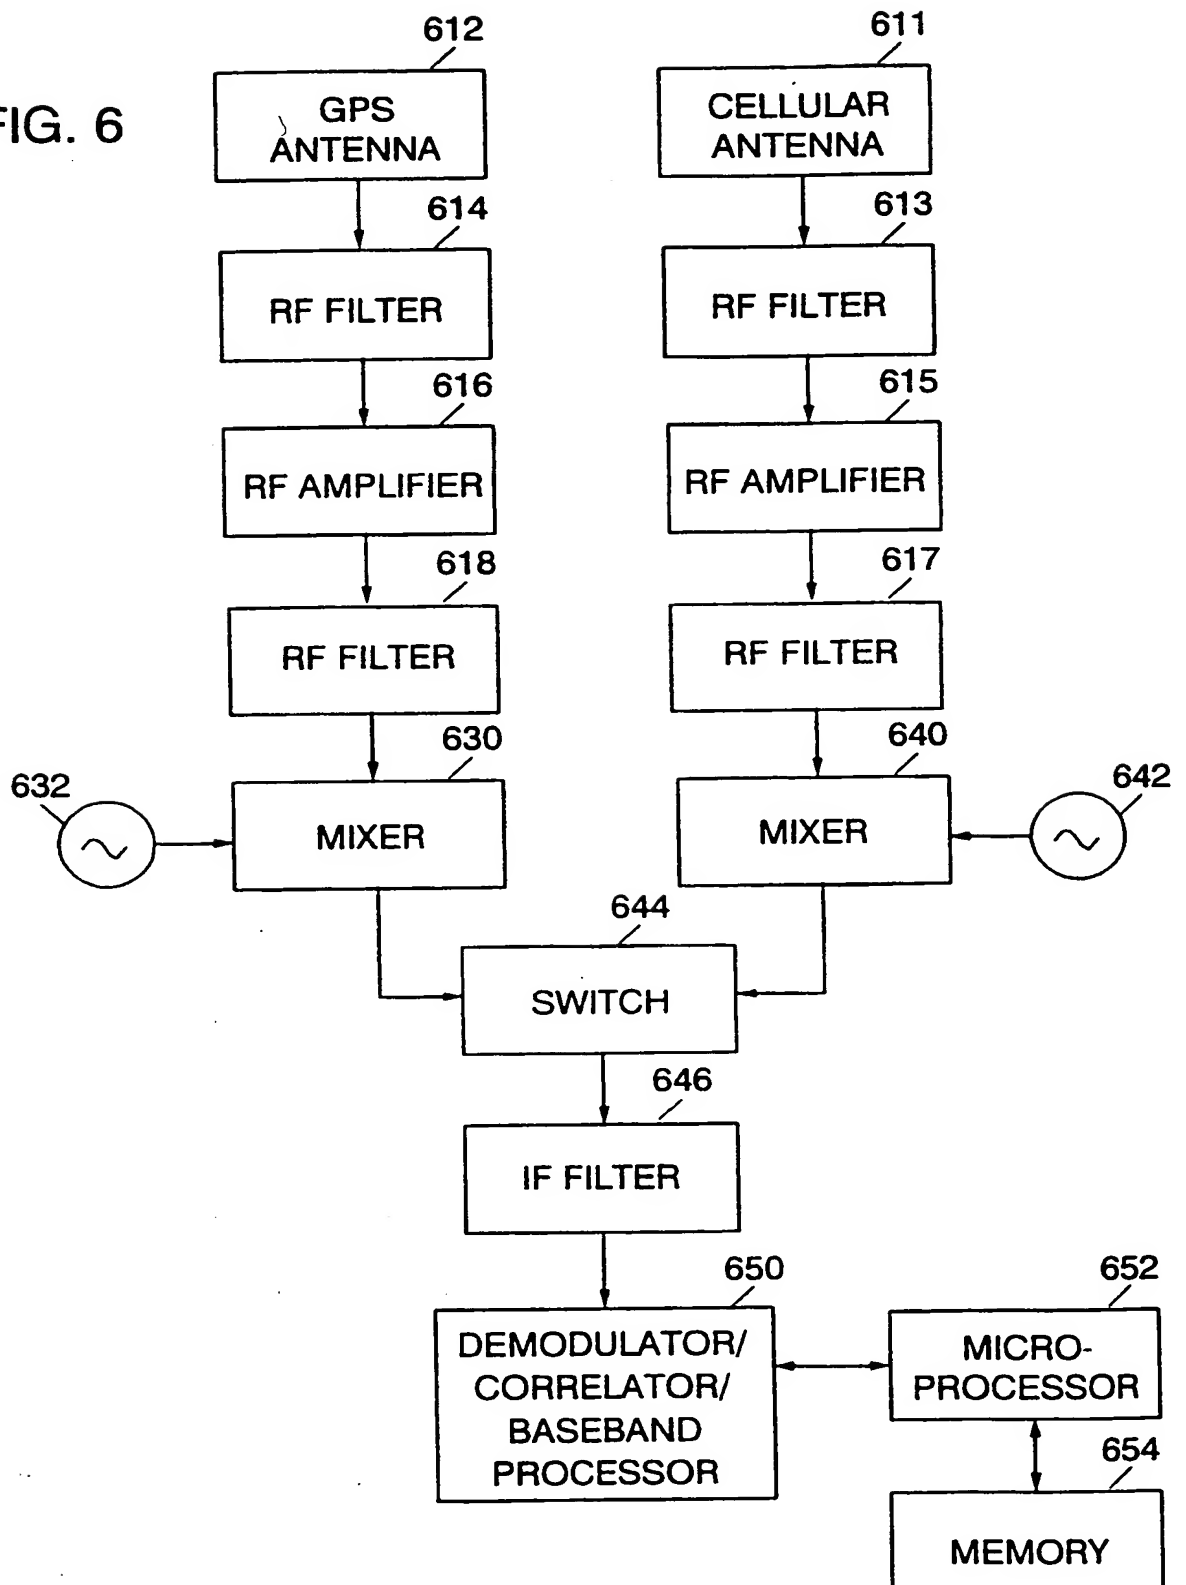 612
611
FIG. 6
GPS
ANTENNA
CELLULAR
ANTENNA
614
613
RF FILTER
RF FILTER
616
615
RF AMPLIFIER
RF AMPLIFIER
618
617
RF FILTER
RF FILTER
630
640
632
642
MIXER
MIXER
644
SWITCH
646
IF FILTER
650
652
DEMODULATOR/
CORRELATOR/
BASEBAND
PROCESSOR
MICRO-
PROCESSOR
654
MEMORY